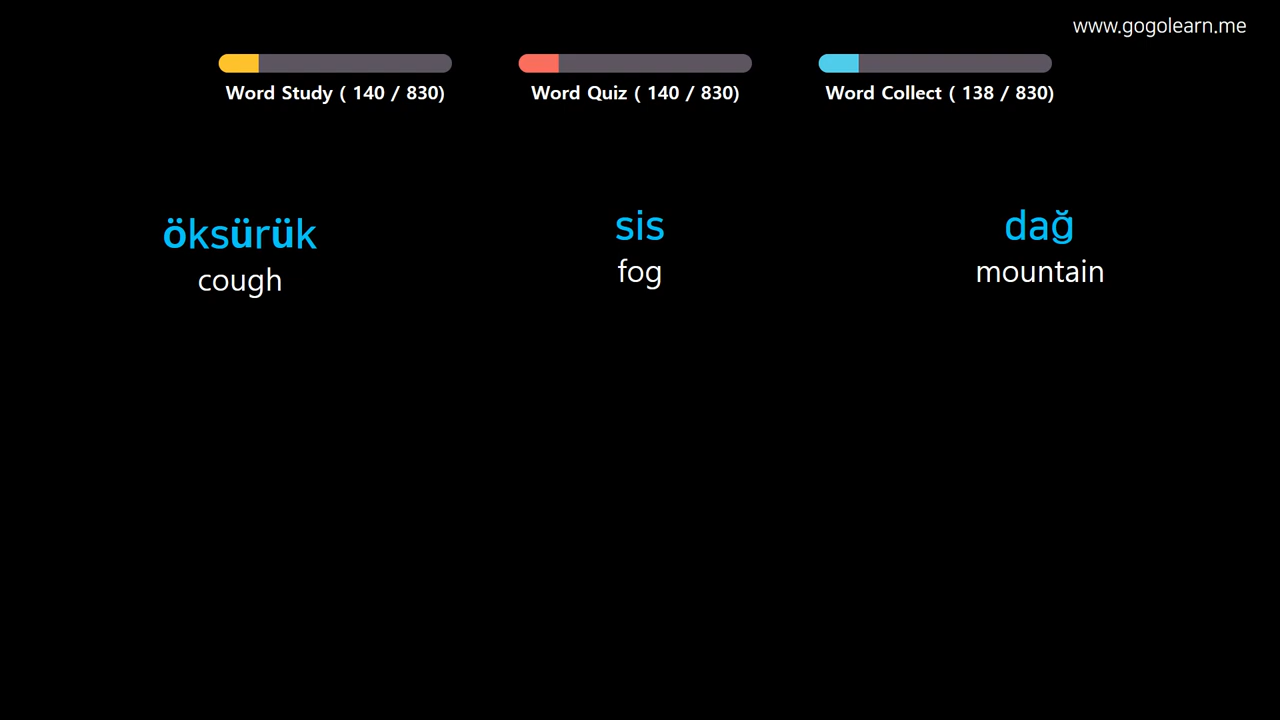 www.gogolearn.me
Word Study ( 140 / 830)
Word Quiz ( 140 / 830)
Word Collect ( 138 / 830)
öksürük
cough
sis
fog
dağ
mountain